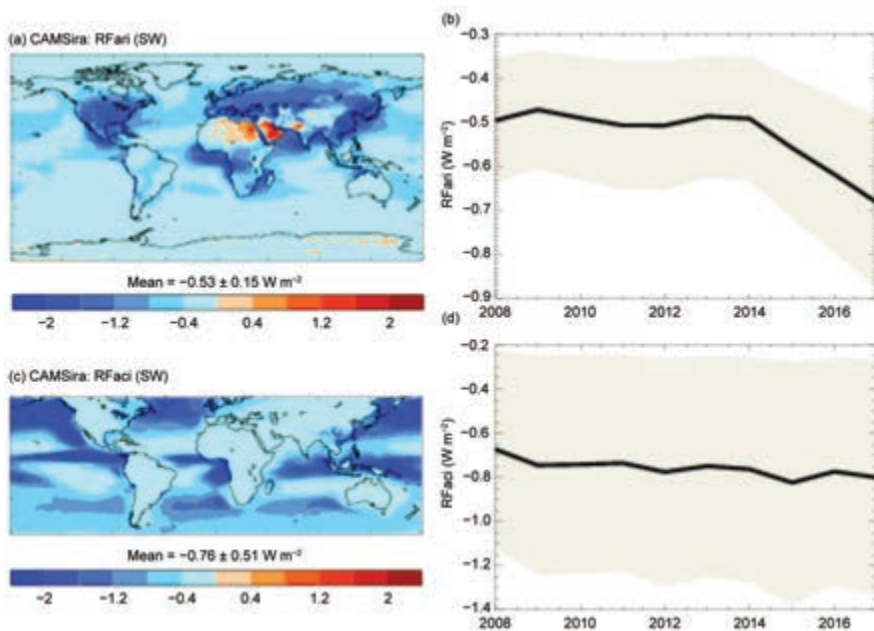 (a) CAMSira: RFari (SW)
Mean = −0.53 ± 0.15 W m⁻²
−2 −1.2 −0.4 0.4 1.2 2
(b)
−0.3
−0.4
−0.5
−0.6
−0.7
−0.8
−0.9
RFari (W m⁻²)
2008 2010 2012 2014 2016
(c) CAMSira: RFaci (SW)
Mean = −0.76 ± 0.51 W m⁻²
−2 −1.2 −0.4 0.4 1.2 2
(d)
−0.2
−0.4
−0.6
−0.8
−1.0
−1.2
−1.4
RFaci (W m⁻²)
2008 2010 2012 2014 2016